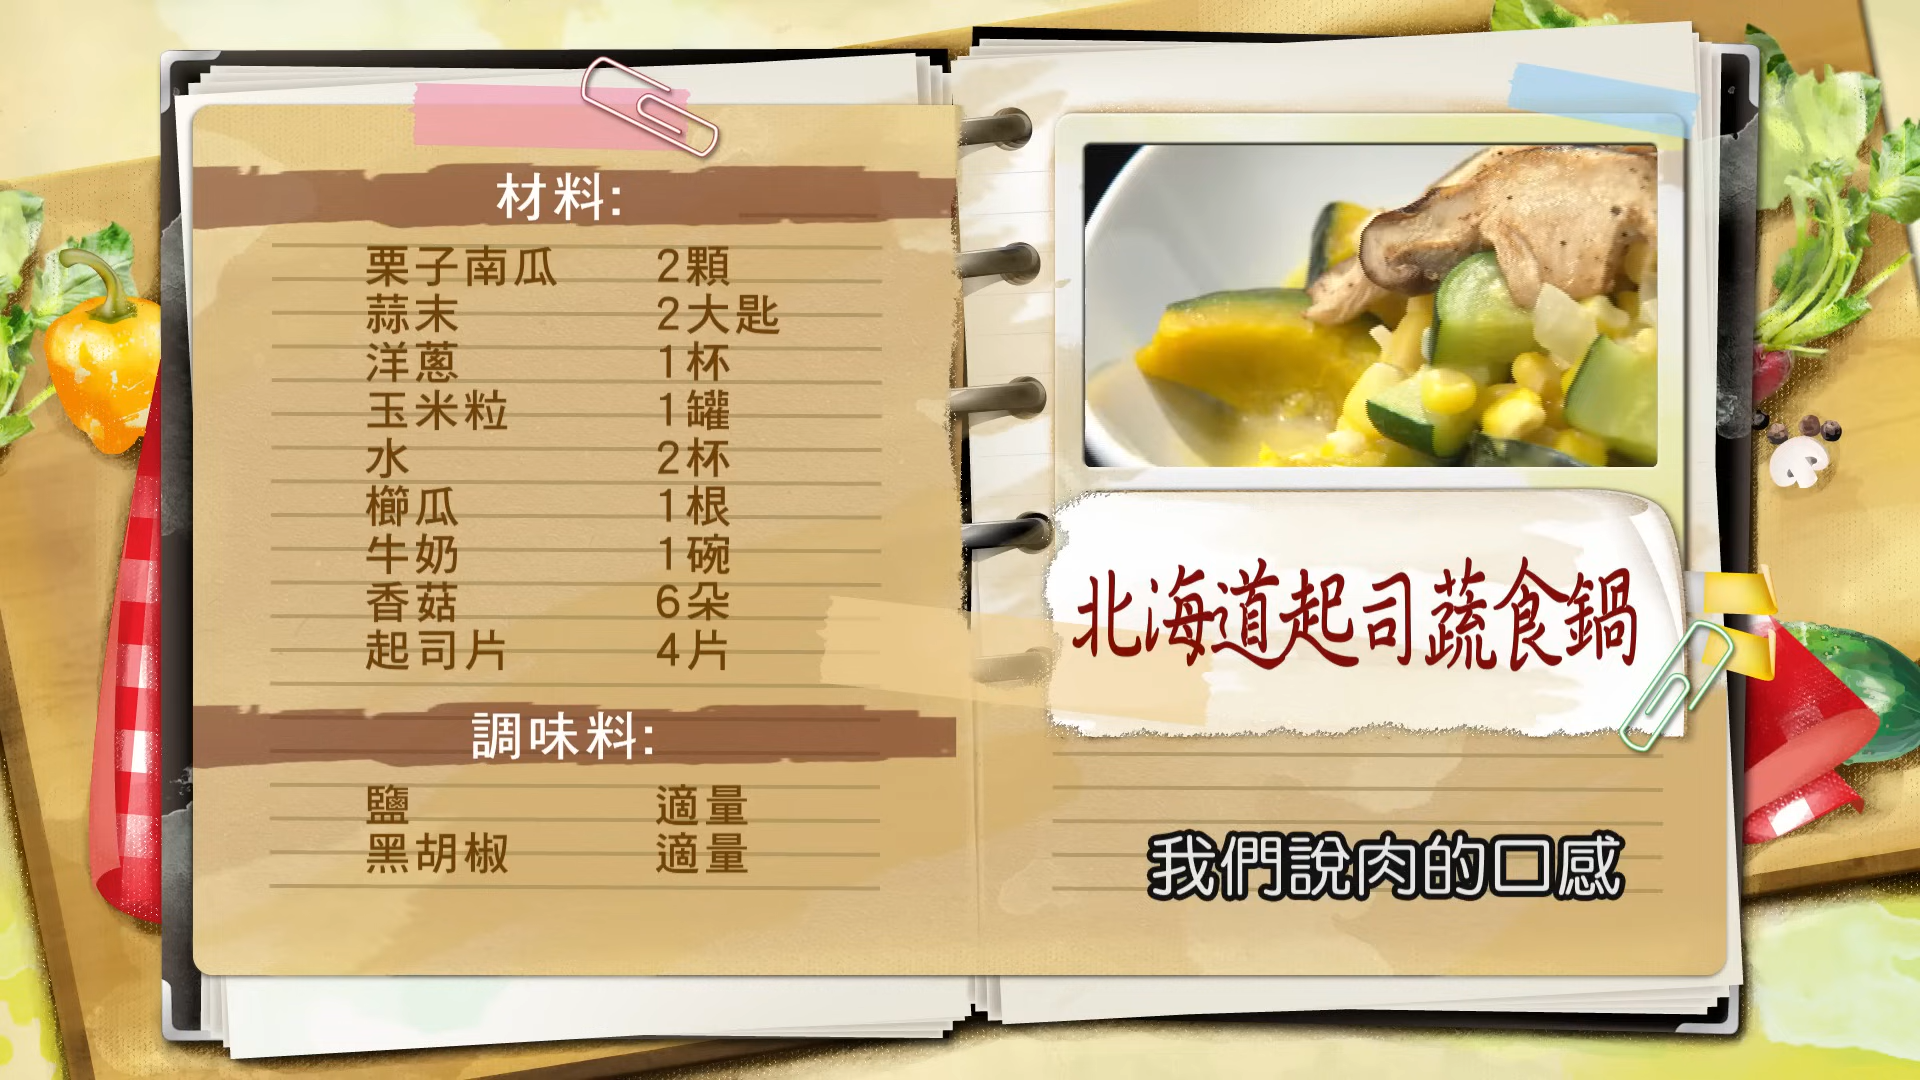 材料:
栗子南瓜 2顆
蒜末 2大匙
洋蔥 1杯
玉米粒 1罐
水 2杯
櫛瓜 1根
牛奶 1碗
香菇 6朵
起司片 4片
調味料:
鹽 適量
黑胡椒 適量
北海道起司蔬食鍋
我們說肉的口感